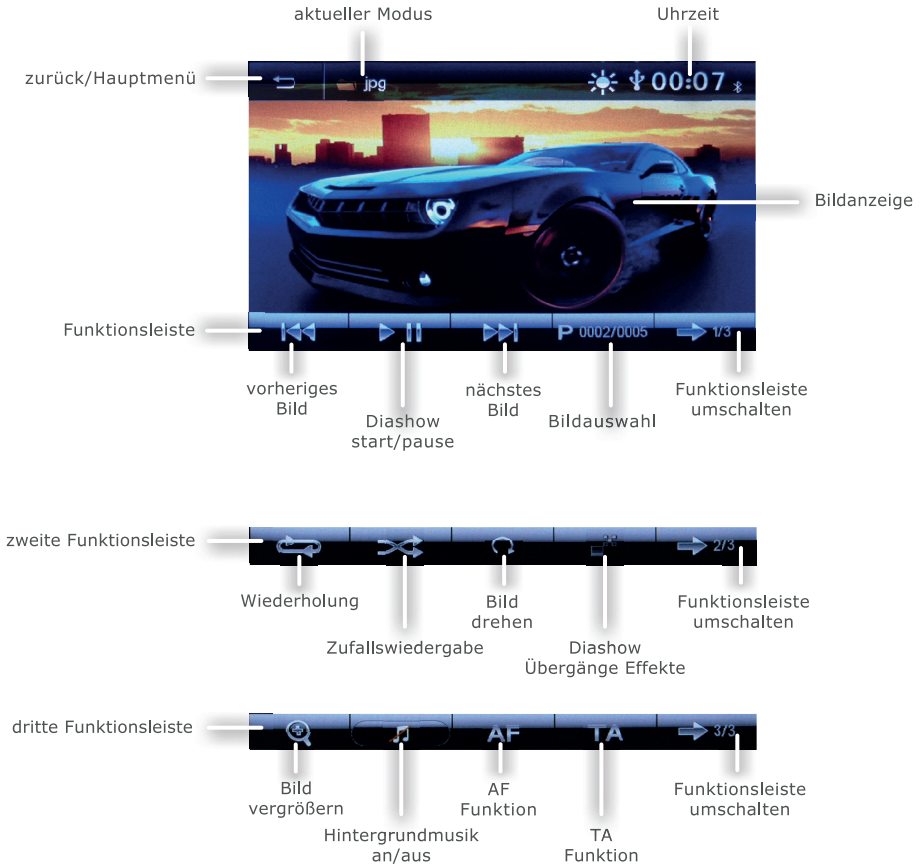 aktueller Modus
Uhrzeit
zurück/Hauptmenü
jpg
00:07
Bildanzeige
Funktionsleiste
P 0002/0005
1/3
vorheriges
Bild
Diashow
start/pause
nächstes
Bild
Bildauswahl
Funktionsleiste
umschalten
zweite Funktionsleiste
2/3
Wiederholung
Zufallswiedergabe
Bild
drehen
Diashow
Übergänge Effekte
Funktionsleiste
umschalten
dritte Funktionsleiste
AF
TA
3/3
Bild
vergrößern
Hintergrundmusik
an/aus
AF
Funktion
TA
Funktion
Funktionsleiste
umschalten